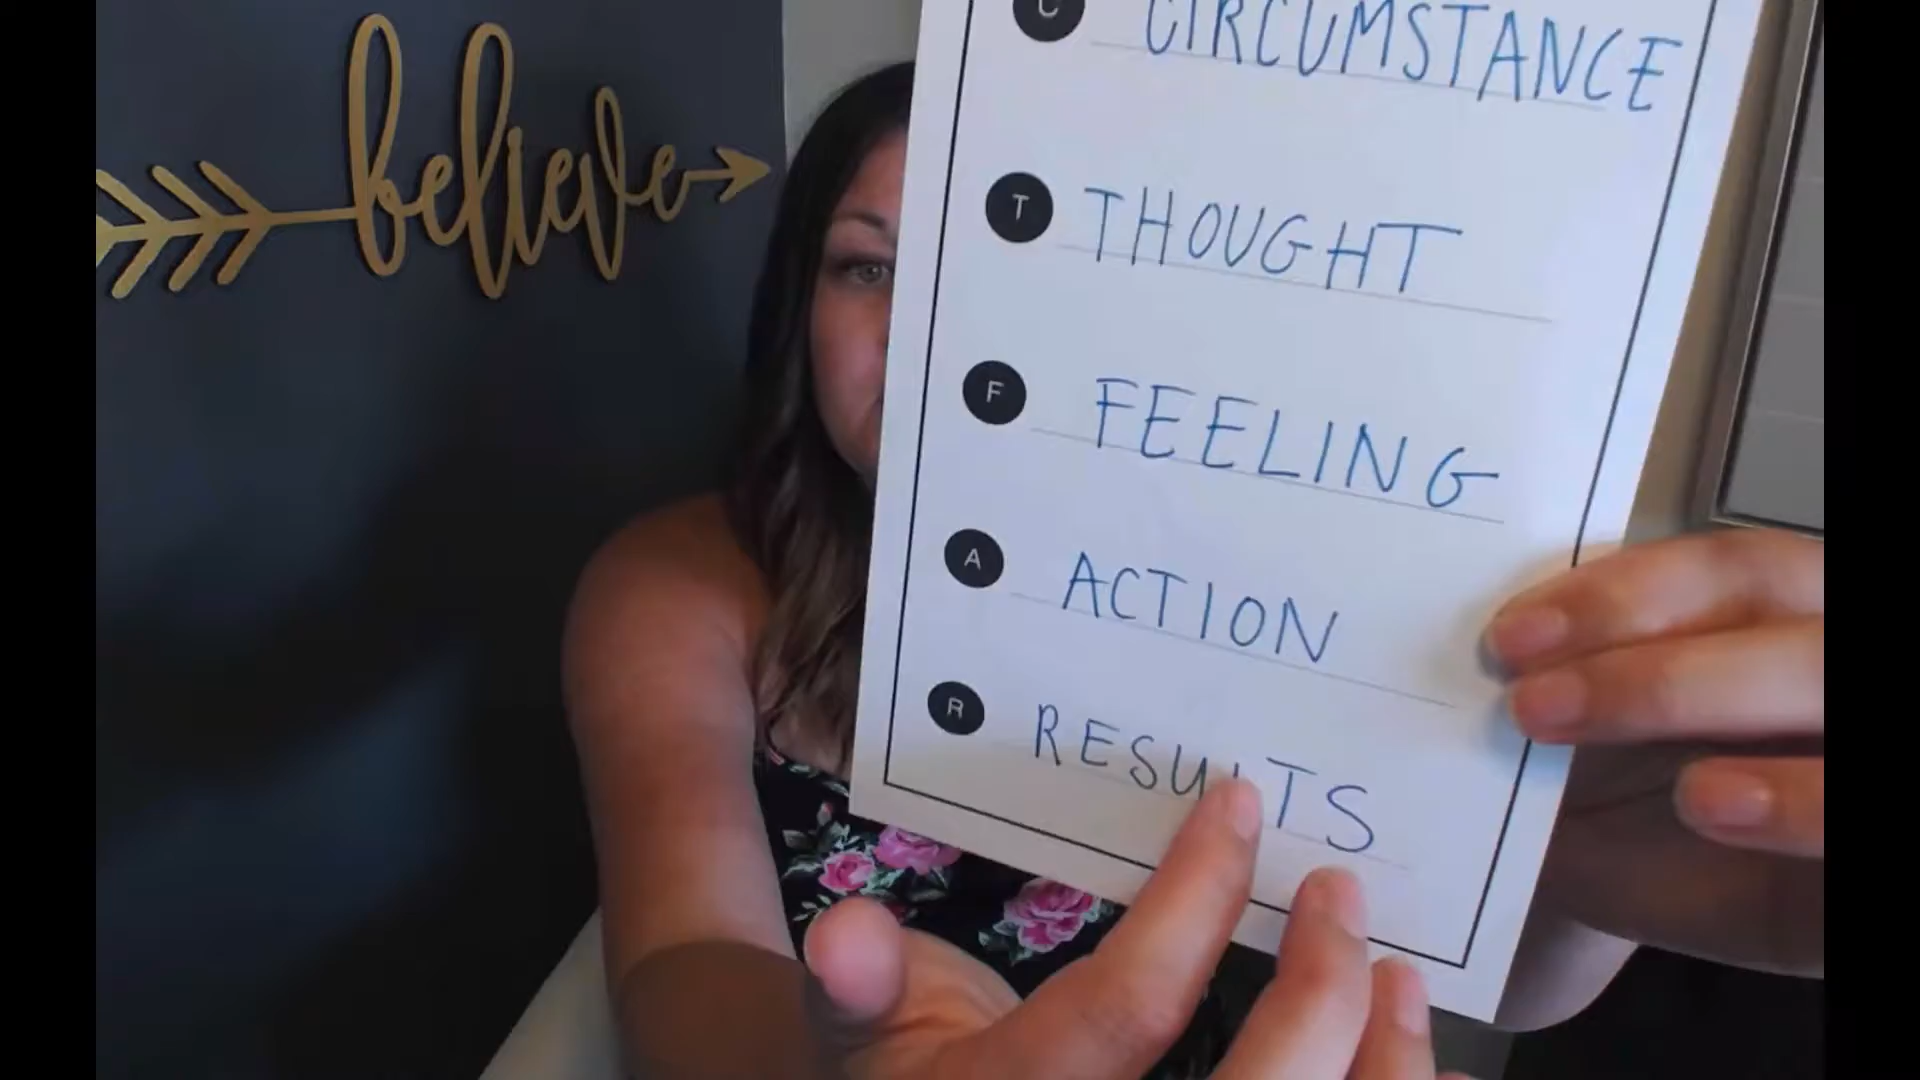 believe
C CIRCUMSTANCE
T THOUGHT
F FEELING
A ACTION
R RESULTS